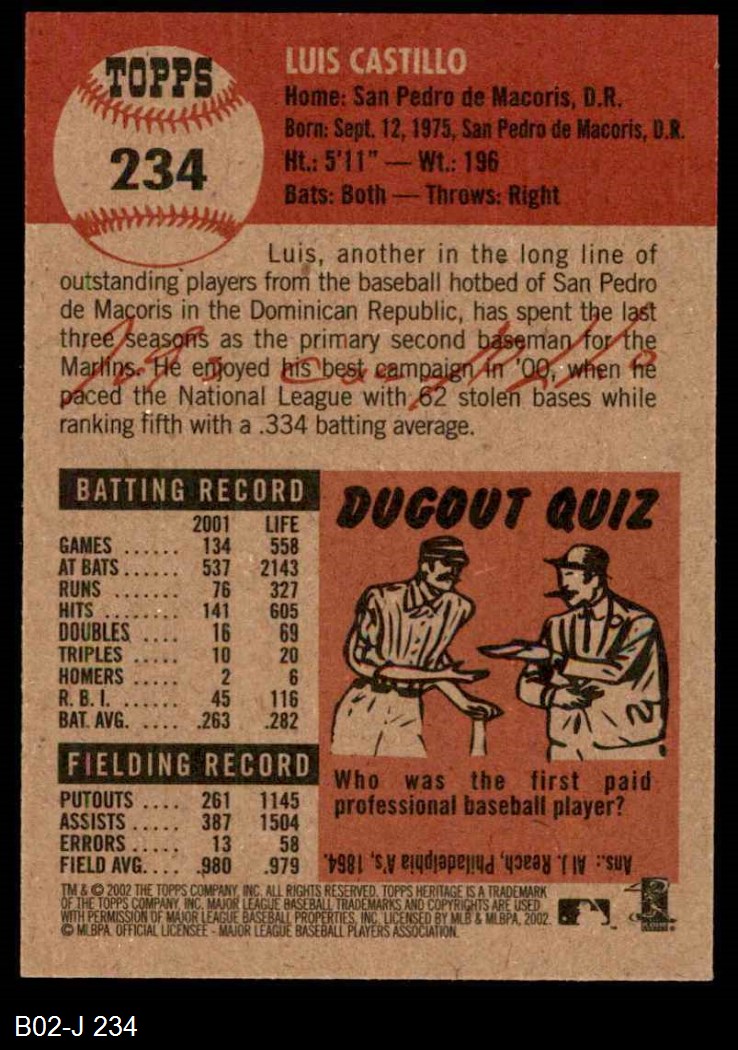 TOPPS
234
LUIS CASTILLO
Home: San Pedro de Macoris, D.R.
Born: Sept. 12, 1975, San Pedro de Macoris, D.R.
Ht.: 5'11" — Wt.: 196
Bats: Both — Throws: Right
Luis, another in the long line of
outstanding players from the baseball hotbed of San Pedro
de Macoris in the Dominican Republic, has spent the last
three seasons as the primary second baseman for the
Marlins. He enjoyed his best campaign in '00, when he
paced the National League with 62 stolen bases while
ranking fifth with a .334 batting average.
Luis Castillo
BATTING RECORD
2001 LIFE
GAMES ...... 134 558
AT BATS ...... 537 2143
RUNS ...... 76 327
HITS ........ 141 605
DOUBLES .... 16 69
TRIPLES ..... 10 20
HOMERS ..... 2 6
R. B. I. ...... 45 116
BAT. AVG. .... .263 .282
FIELDING RECORD
PUTOUTS .... 261 1145
ASSISTS ..... 387 1504
ERRORS ..... 13 58
FIELD AVG.... .980 .979
DUGOUT QUIZ
Who was the first paid
professional baseball player?
Ans.: Al J. Reach, Philadelphia A's, 1864.
TM & © 2002 THE TOPPS COMPANY, INC. ALL RIGHTS RESERVED. TOPPS HERITAGE IS A TRADEMARK
OF THE TOPPS COMPANY, INC. MAJOR LEAGUE BASEBALL TRADEMARKS AND COPYRIGHTS ARE USED
WITH PERMISSION OF MAJOR LEAGUE BASEBALL PROPERTIES, INC. LICENSED BY MLB & MLBPA, 2002.
© MLBPA. OFFICIAL LICENSEE - MAJOR LEAGUE BASEBALL PLAYERS ASSOCIATION.
B02-J 234